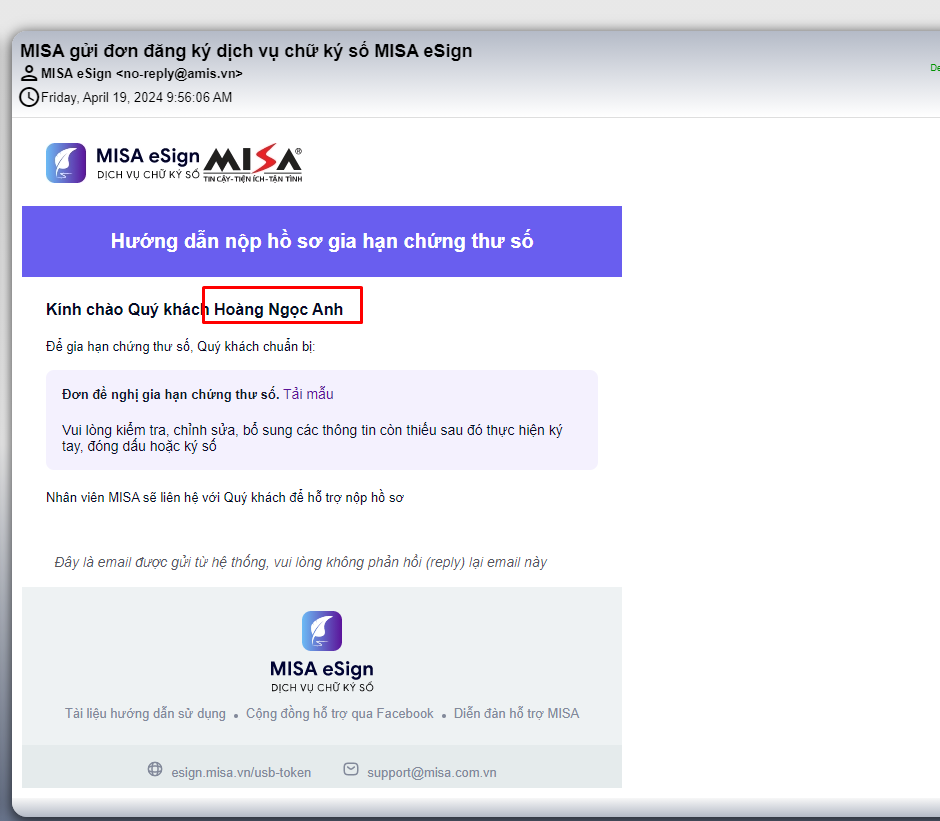 MISA gửi đơn đăng ký dịch vụ chữ ký số MISA eSign
MISA eSign <no-reply@amis.vn>
Friday, April 19, 2024 9:56:06 AM
MISA eSign
DỊCH VỤ CHỮ KÝ SỐ
MISA®
TIN CẬY-TIỆN ÍCH-TẬN TÌNH
Hướng dẫn nộp hồ sơ gia hạn chứng thư số
Kính chào Quý khách Hoàng Ngọc Anh
Để gia hạn chứng thư số, Quý khách chuẩn bị:
Đơn đề nghị gia hạn chứng thư số. Tải mẫu
Vui lòng kiểm tra, chỉnh sửa, bổ sung các thông tin còn thiếu sau đó thực hiện ký
tay, đóng dấu hoặc ký số
Nhân viên MISA sẽ liên hệ với Quý khách để hỗ trợ nộp hồ sơ
Đây là email được gửi từ hệ thống, vui lòng không phản hồi (reply) lại email này
MISA eSign
DỊCH VỤ CHỮ KÝ SỐ
Tài liệu hướng dẫn sử dụng • Cộng đồng hỗ trợ qua Facebook • Diễn đàn hỗ trợ MISA
esign.misa.vn/usb-token support@misa.com.vn